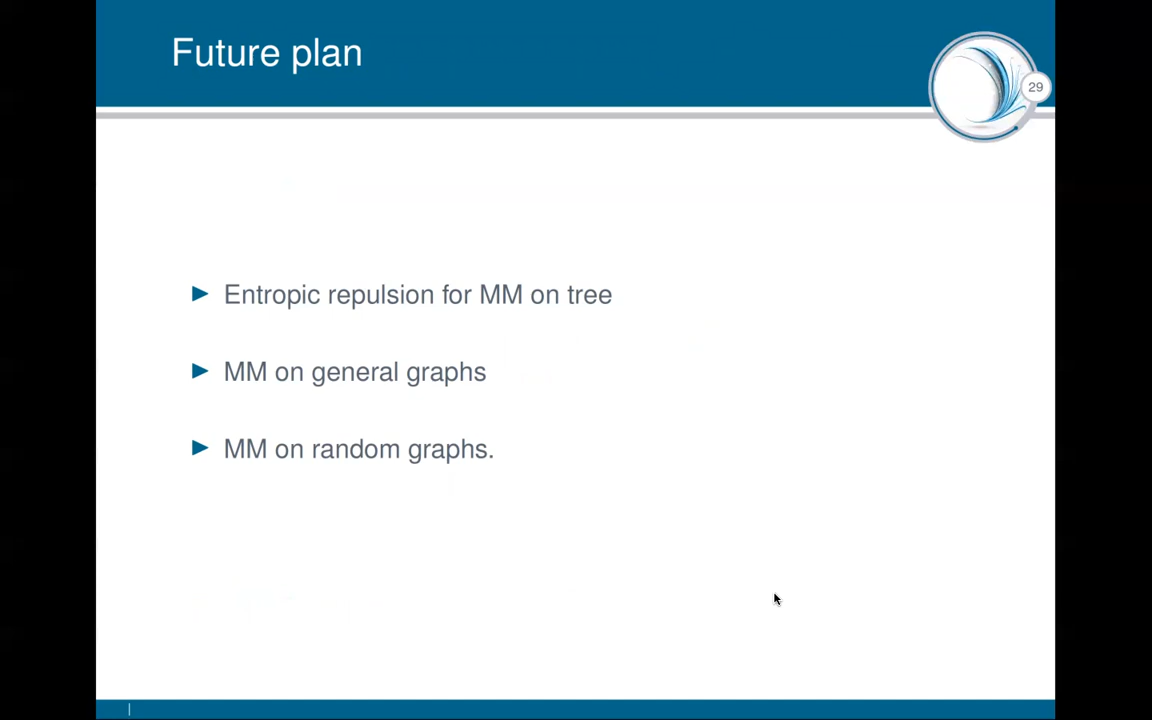 Future plan
29
Entropic repulsion for MM on tree
MM on general graphs
MM on random graphs.